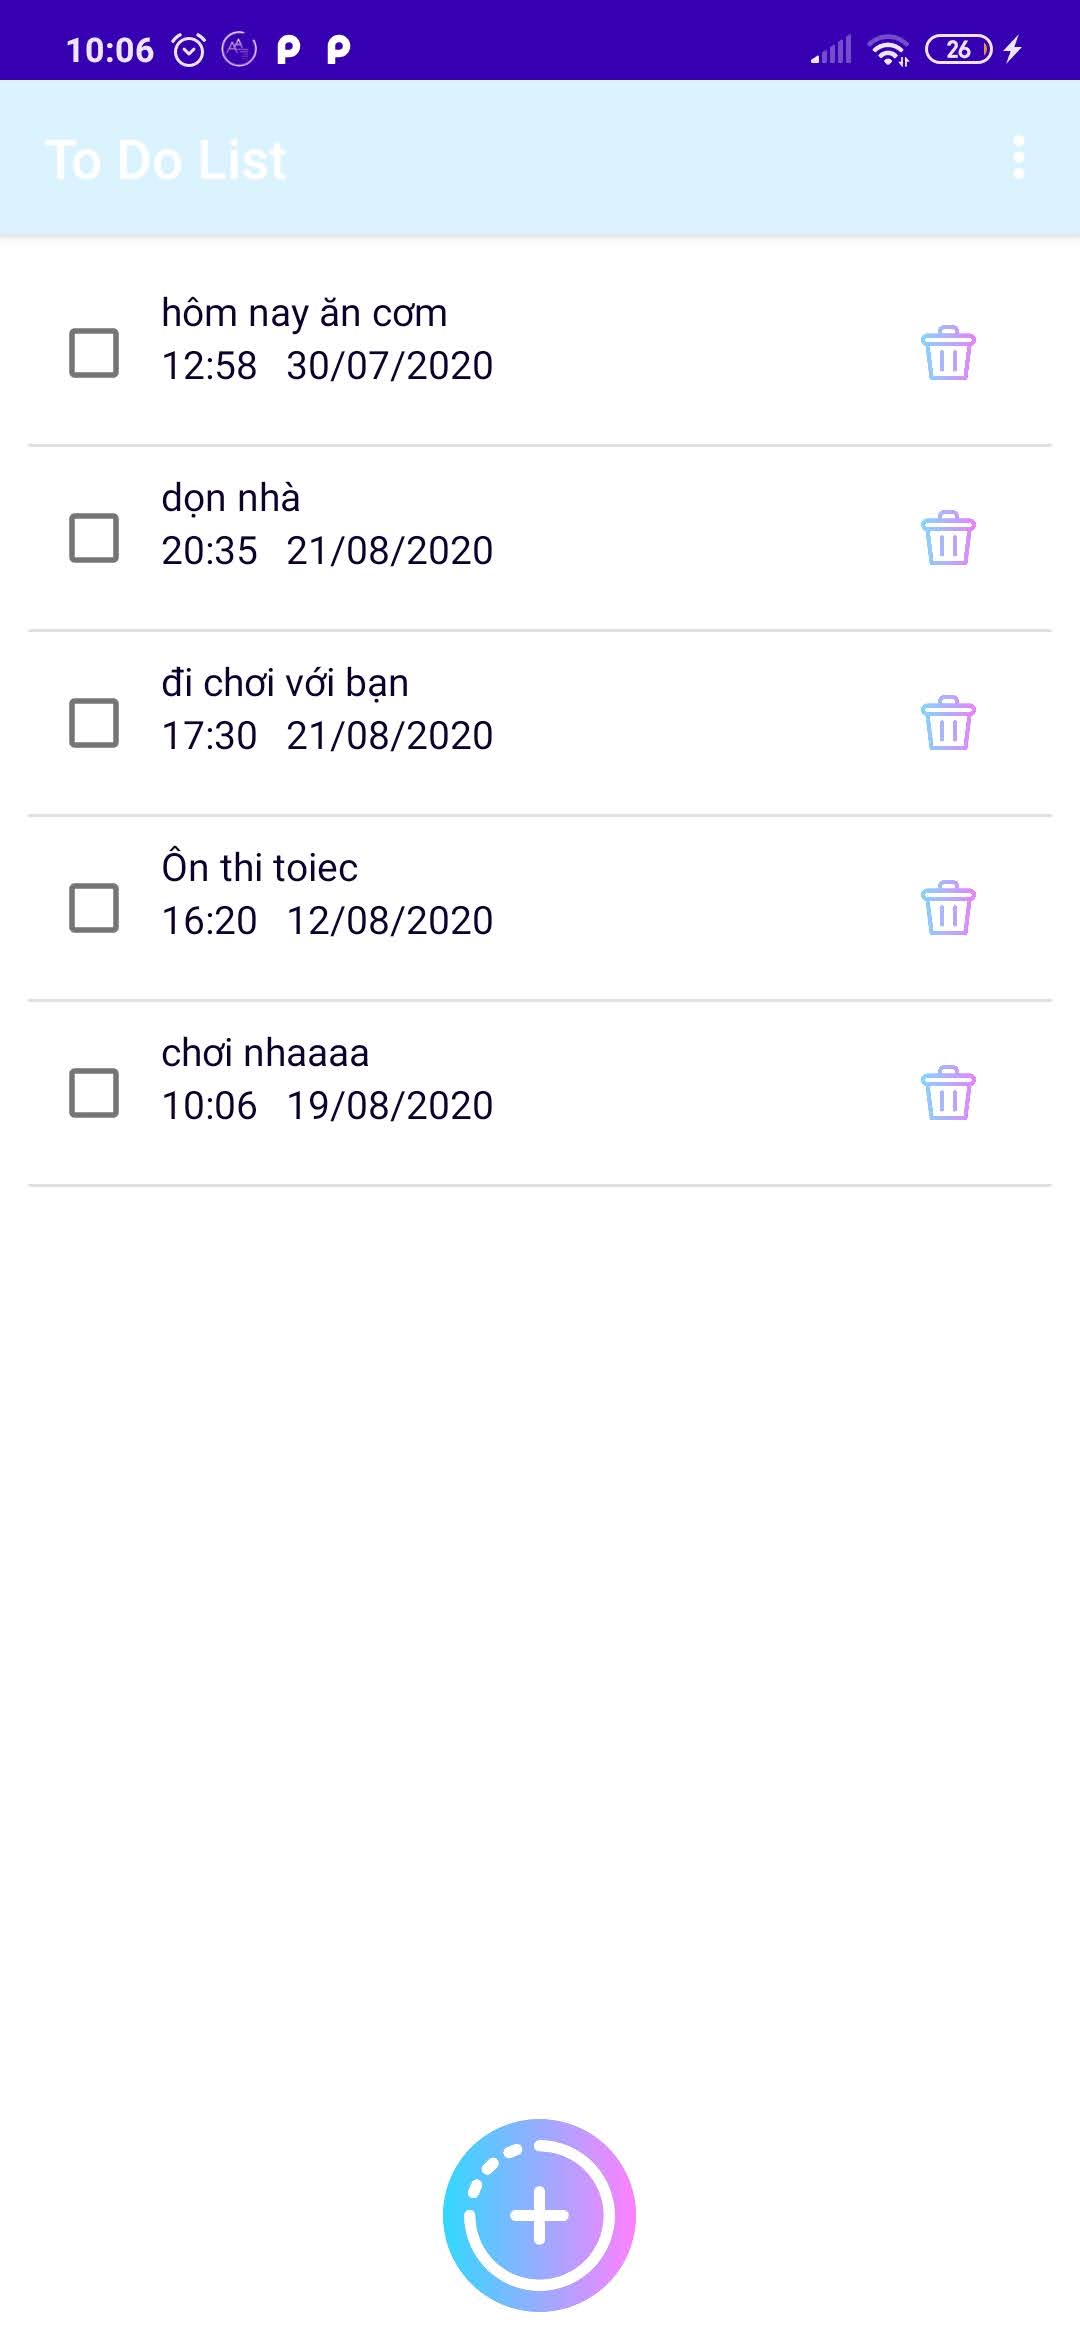 10:06
26
To Do List
hôm nay ăn cơm
12:58 30/07/2020
dọn nhà
20:35 21/08/2020
đi chơi với bạn
17:30 21/08/2020
Ôn thi toiec
16:20 12/08/2020
chơi nhaaaa
10:06 19/08/2020